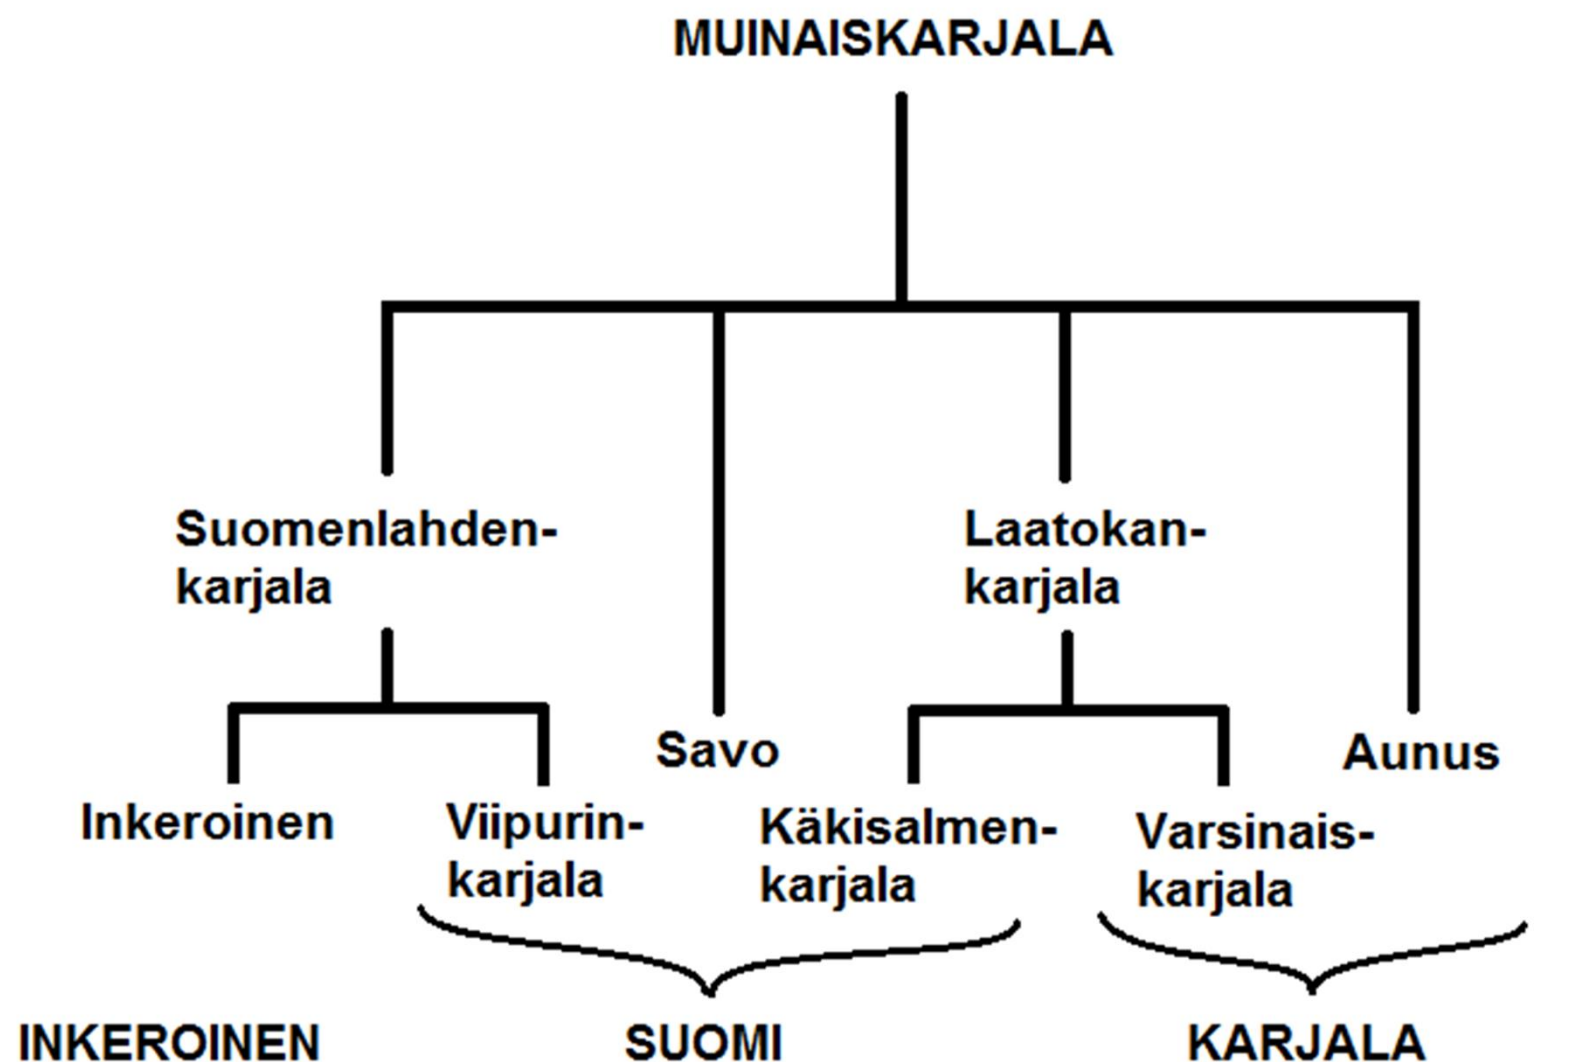 MUINAISKARJALA
Suomenlahden-
karjala
Laatokan-
karjala
Savo
Aunus
Inkeroinen
Viipurin-
karjala
Käkisalmen-
karjala
Varsinais-
karjala
INKEROINEN
SUOMI
KARJALA